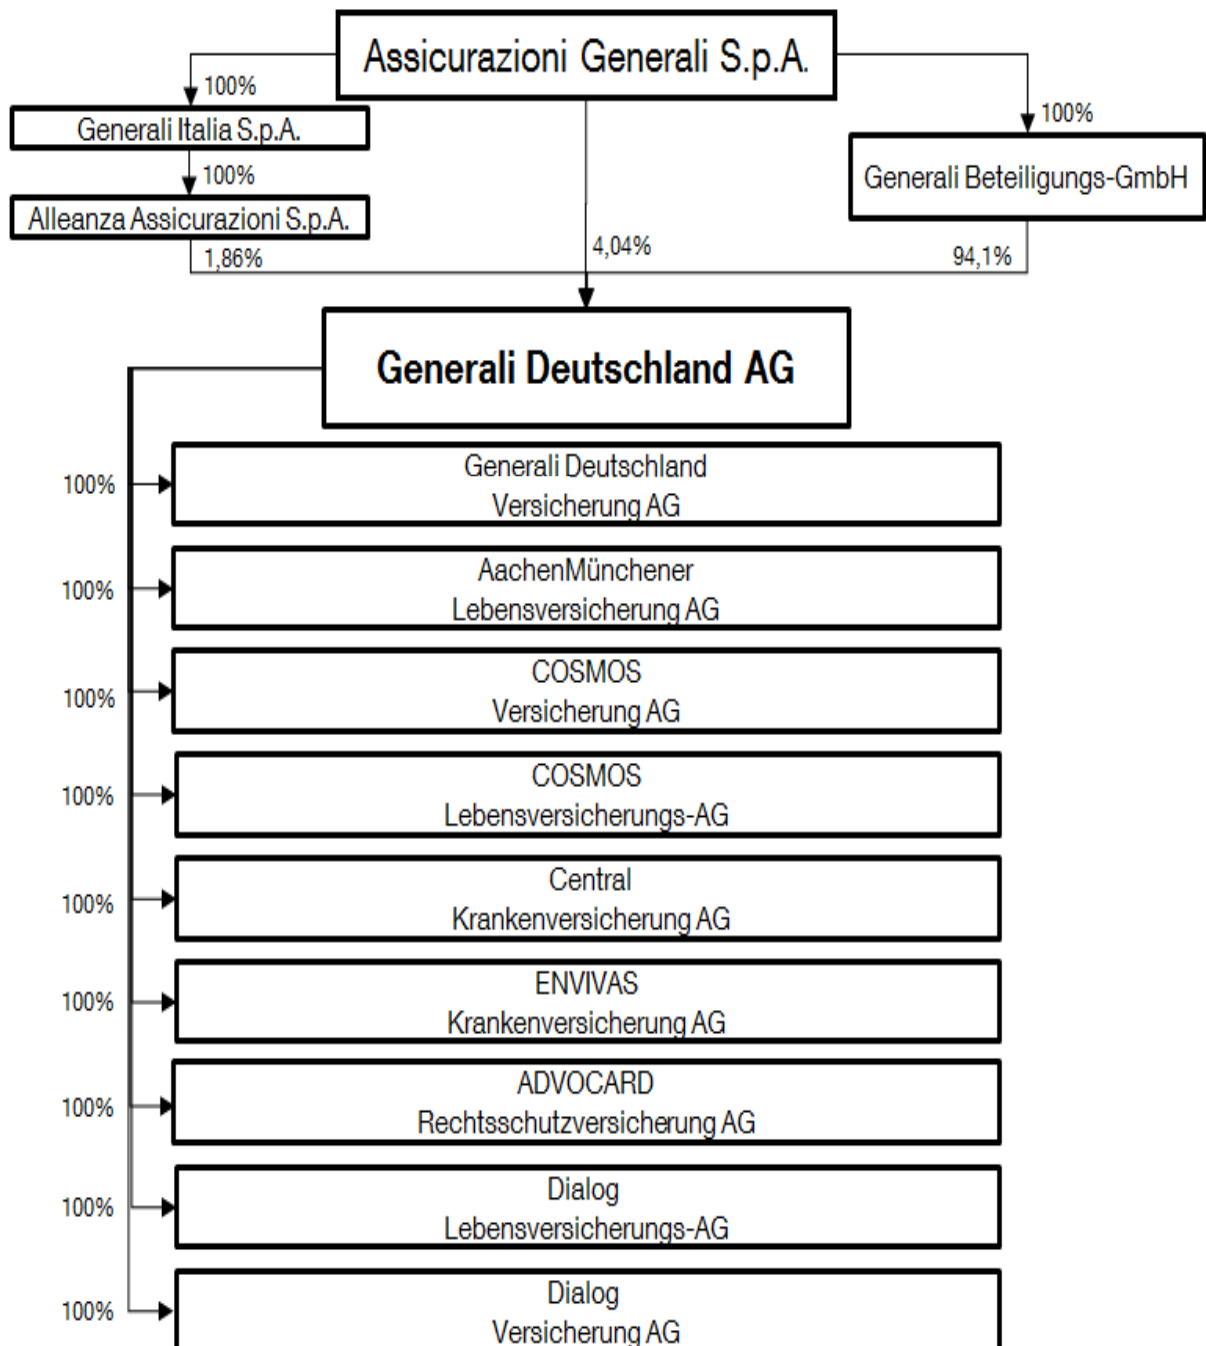 Assicurazioni Generali S.p.A.
100%
Generali Italia S.p.A.
100%
Generali Beteiligungs-GmbH
100%
Alleanza Assicurazioni S.p.A.
1,86%
4,04%
94,1%
Generali Deutschland AG
100%
Generali Deutschland
Versicherung AG
100%
AachenMünchener
Lebensversicherung AG
100%
COSMOS
Versicherung AG
100%
COSMOS
Lebensversicherungs-AG
100%
Central
Krankenversicherung AG
100%
ENVIVAS
Krankenversicherung AG
100%
ADVOCARD
Rechtsschutzversicherung AG
100%
Dialog
Lebensversicherungs-AG
100%
Dialog
Versicherung AG